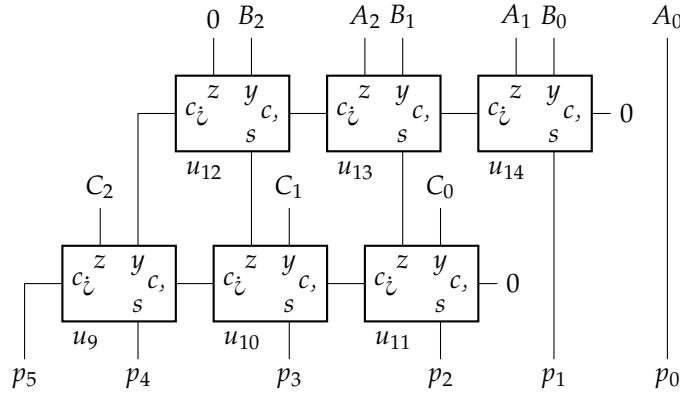 0 B₂ A₂ B₁ A₁ B₀ A₀
z y z y z y
c¿ c, c¿ c, c¿ c, 0
s s s
u₁₂ u₁₃ u₁₄
C₂ C₁ C₀
z y z y z y
c¿ c, c¿ c, c¿ c, 0
s s s
u₉ u₁₀ u₁₁
p₅ p₄ p₃ p₂ p₁ p₀